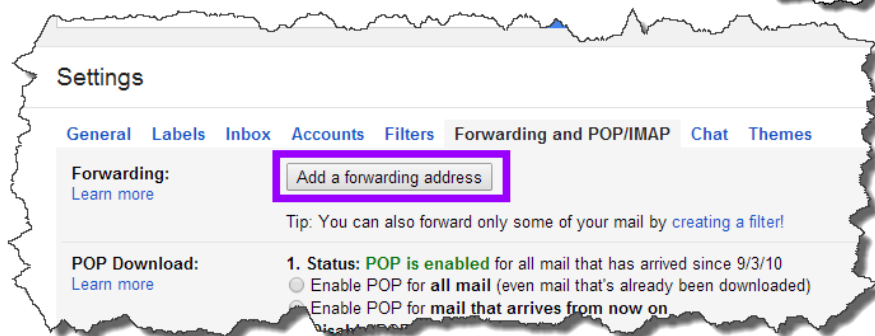 Settings
General Labels Inbox Accounts Filters Forwarding and POP/IMAP Chat Themes
Forwarding: Add a forwarding address
Learn more
Tip: You can also forward only some of your mail by creating a filter!
POP Download: 1. Status: POP is enabled for all mail that has arrived since 9/3/10
Learn more Enable POP for all mail (even mail that's already been downloaded)
Enable POP for mail that arrives from now on